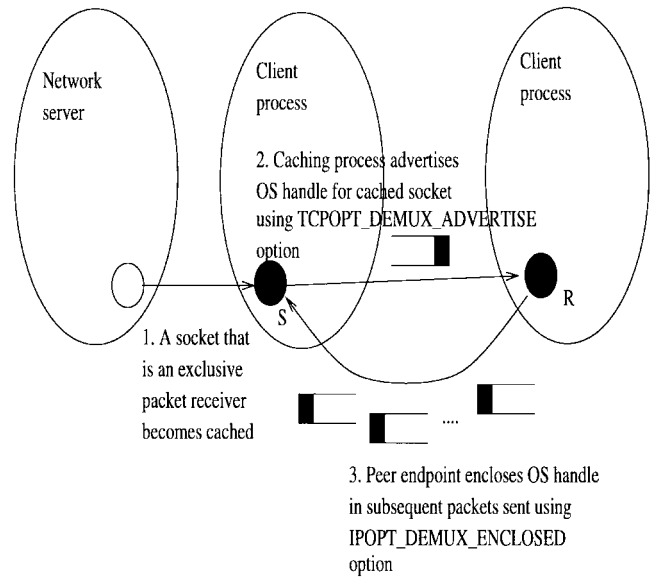 Network
server
Client
process
Client
process
2. Caching process advertises
OS handle for cached socket
using TCPOPT_DEMUX_ADVERTISE
option
S
R
1. A socket that
is an exclusive
packet receiver
becomes cached
....
3. Peer endpoint encloses OS handle
in subsequent packets sent using
IPOPT_DEMUX_ENCLOSED
option